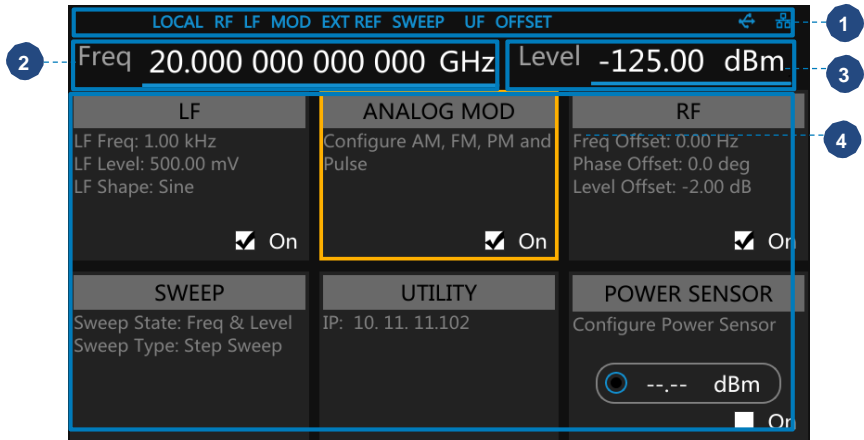 LOCAL RF LF MOD EXT REF SWEEP UF OFFSET
1
2
Freq 20.000 000 000 000 GHz
Level -125.00 dBm
3
LF
LF Freq: 1.00 kHz
LF Level: 500.00 mV
LF Shape: Sine
On
ANALOG MOD
Configure AM, FM, PM and
Pulse
On
RF
Freq Offset: 0.00 Hz
Phase Offset: 0.0 deg
Level Offset: -2.00 dB
On
4
SWEEP
Sweep State: Freq & Level
Sweep Type: Step Sweep
UTILITY
IP: 10. 11. 11.102
POWER SENSOR
Configure Power Sensor
--.-- dBm
On